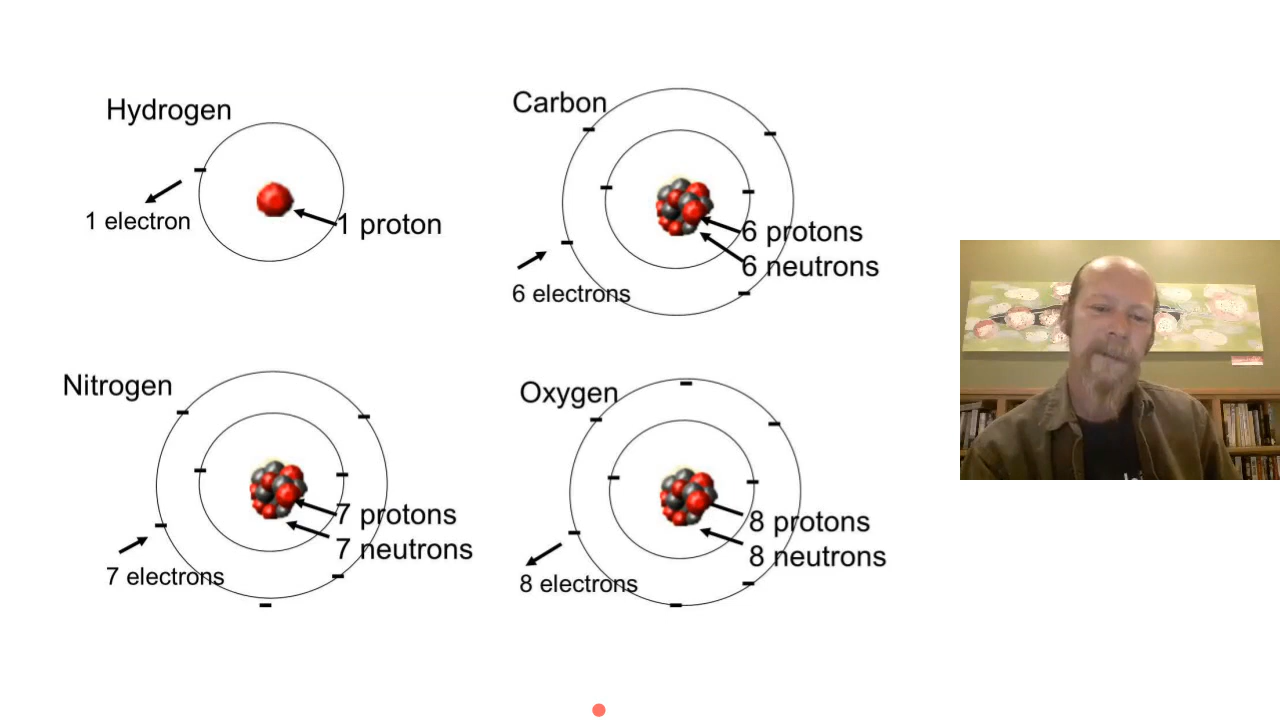 Hydrogen
1 electron
1 proton
Carbon
6 protons
6 neutrons
6 electrons
Nitrogen
7 protons
7 neutrons
7 electrons
Oxygen
8 protons
8 neutrons
8 electrons